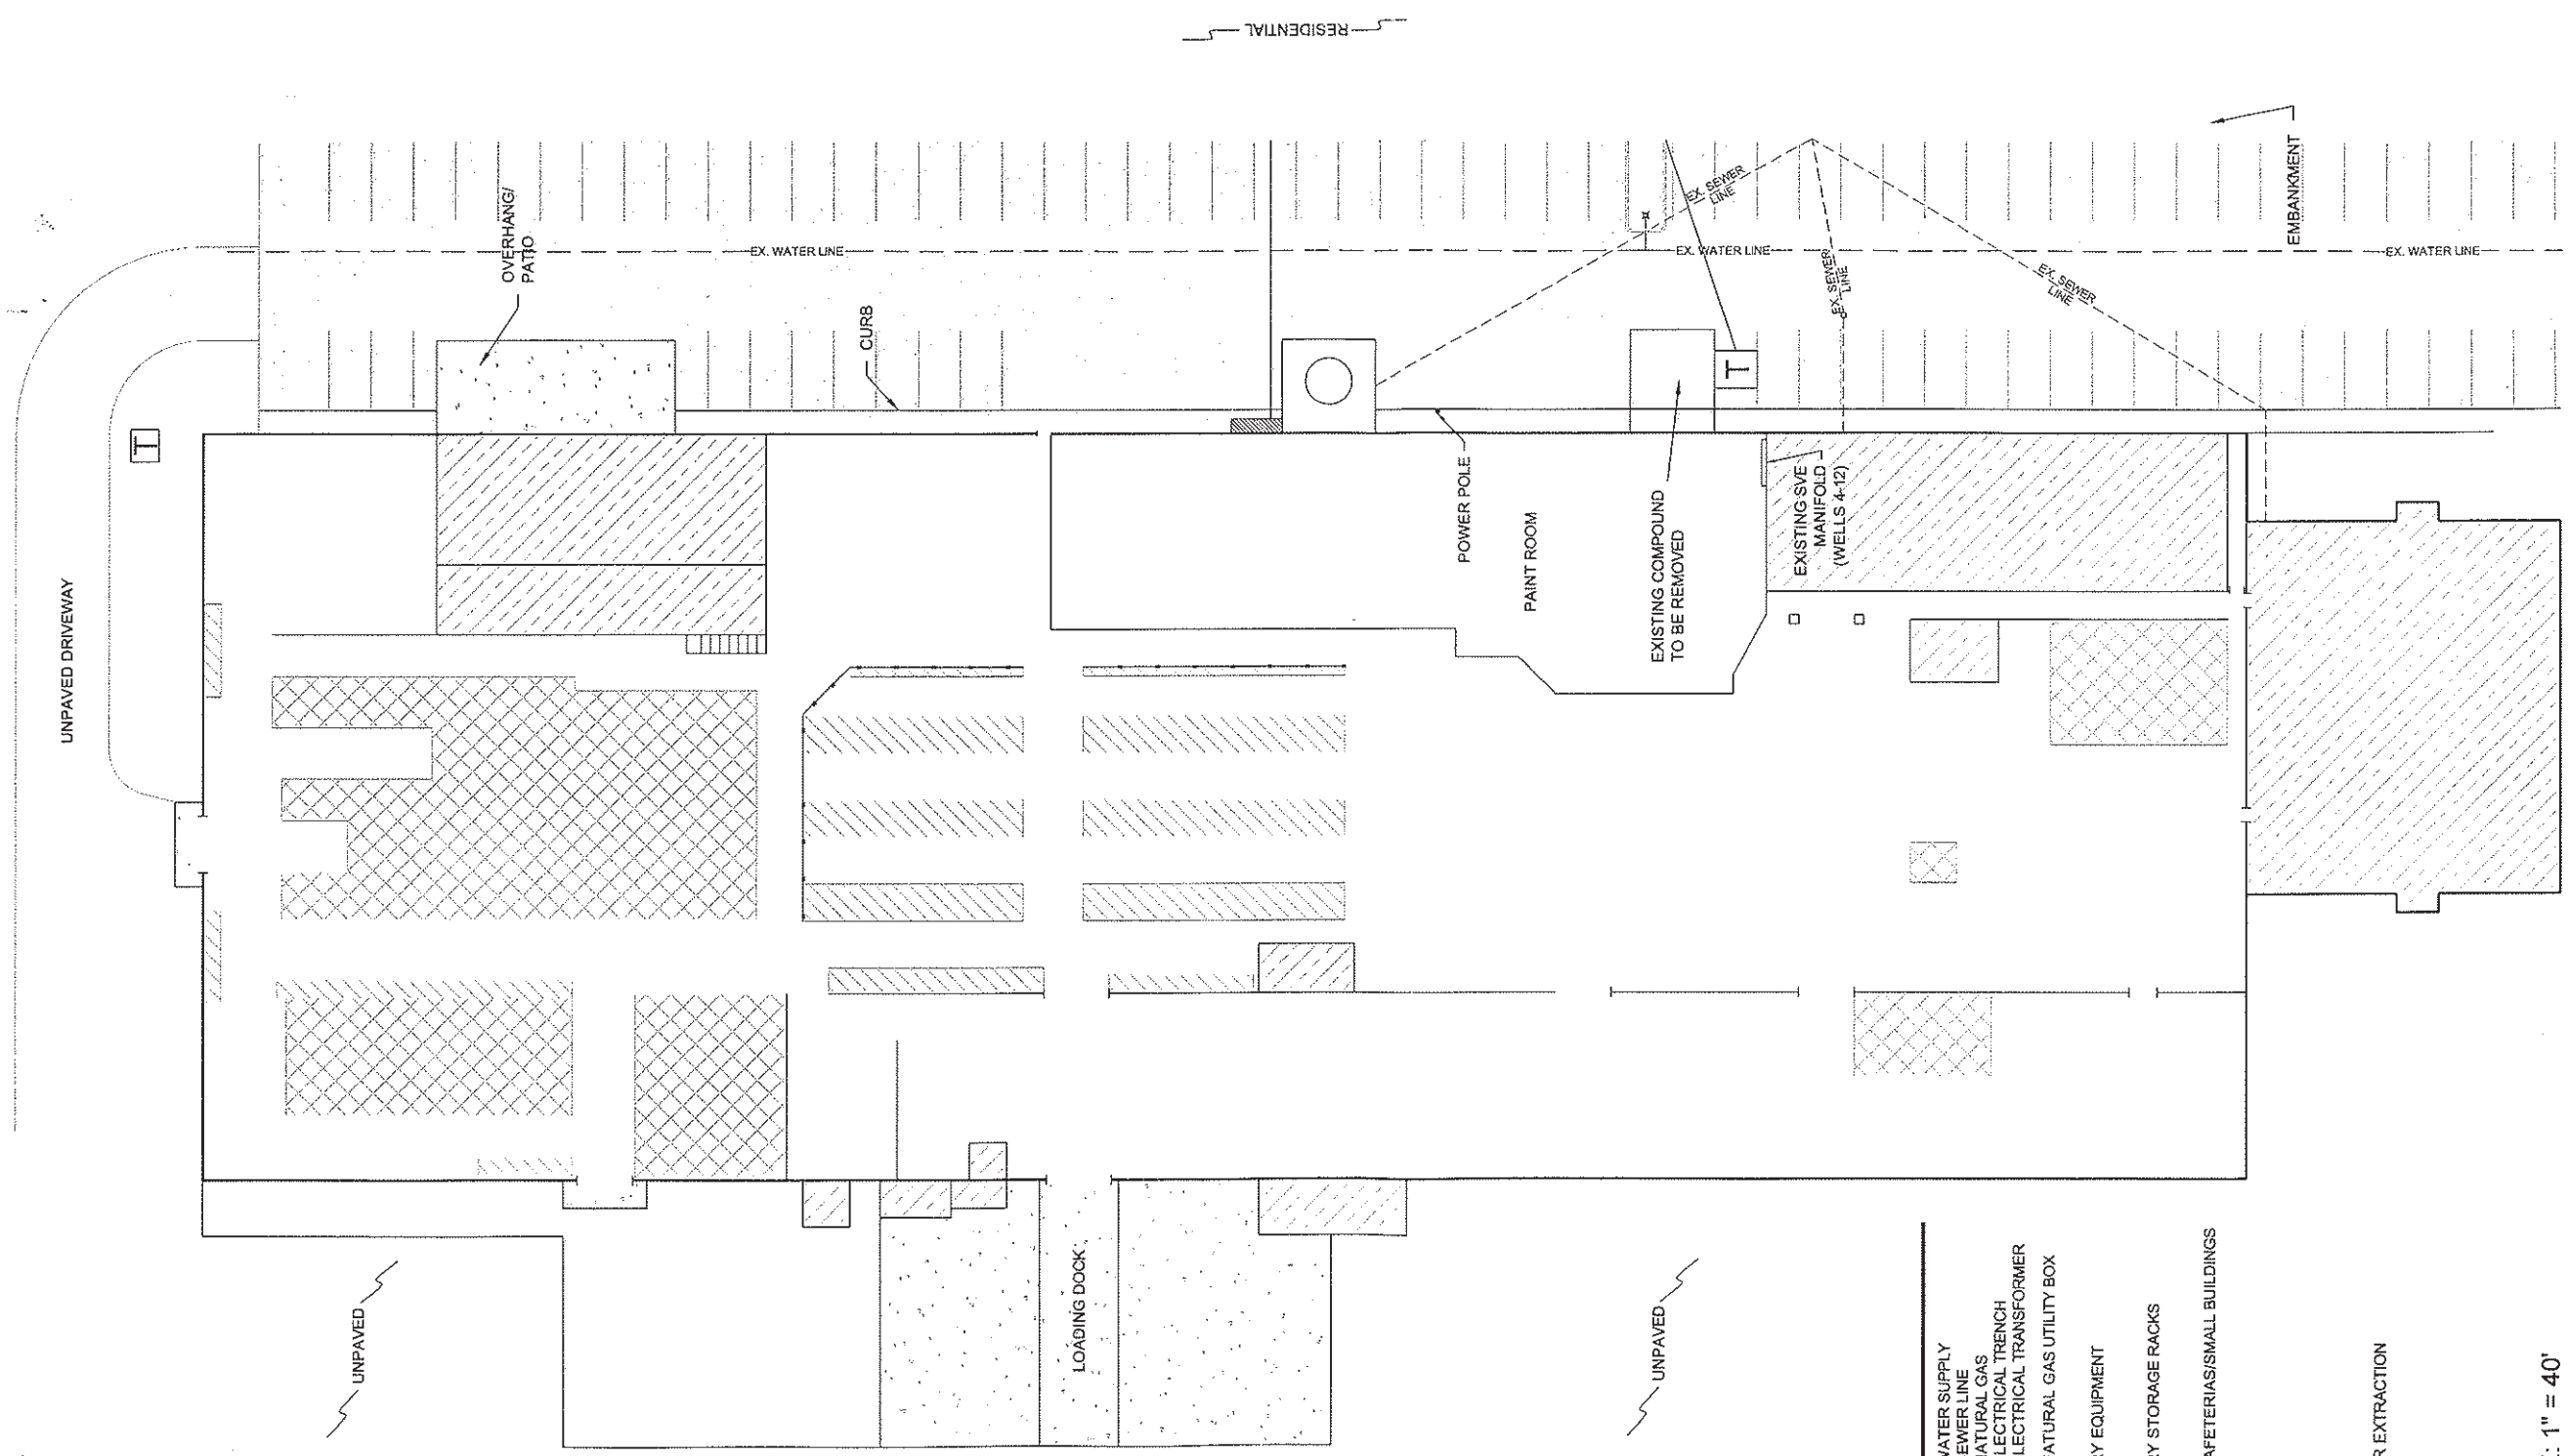 RESIDENTIAL
UNPAVED DRIVEWAY
T
OVERHANG/
PATIO
EX. WATER LINE
CURB
EX. SEWER
LINE
EX. WATER LINE
EX. SEWER
LINE
EX. SEWER
LINE
EMBANKMENT
EX. WATER LINE
T
POWER POLE
PAINT ROOM
EXISTING COMPOUND
TO BE REMOVED
EXISTING SVE
MANIFOLD
(WELLS 4-12)
UNPAVED
LOADING DOCK
UNPAVED
WATER SUPPLY
EWER LINE
ATURAL GAS
LECTRICAL TRENCH
LECTRICAL TRANSFORMER
ATURAL GAS UTILITY BOX
RY EQUIPMENT
RY STORAGE RACKS
AFETERIAS/SMALL BUILDINGS
R EXTRACTION
: 1" = 40'